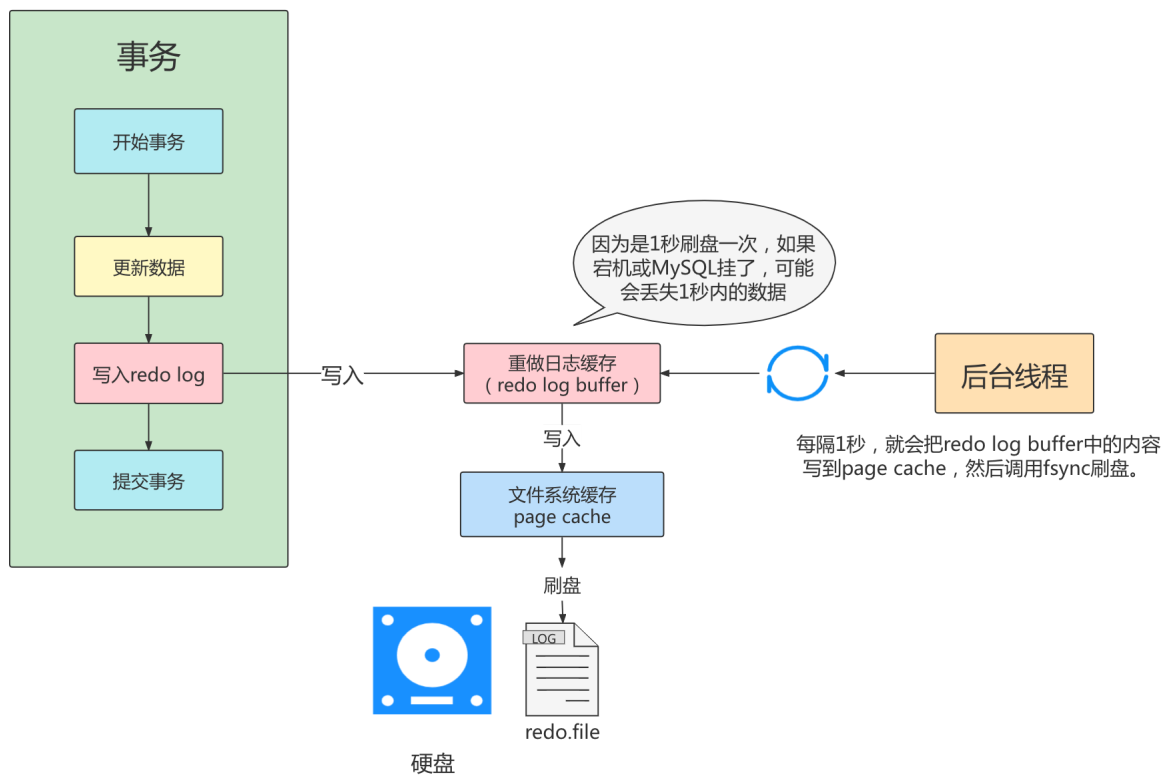 事务
开始事务
更新数据
写入redo log
提交事务
写入
因为是1秒刷盘一次，如果
宕机或MySQL挂了，可能
会丢失1秒内的数据
重做日志缓存
（redo log buffer）
后台线程
每隔1秒，就会把redo log buffer中的内容
写到page cache，然后调用fsync刷盘。
写入
文件系统缓存
page cache
刷盘
LOG
redo.file
硬盘